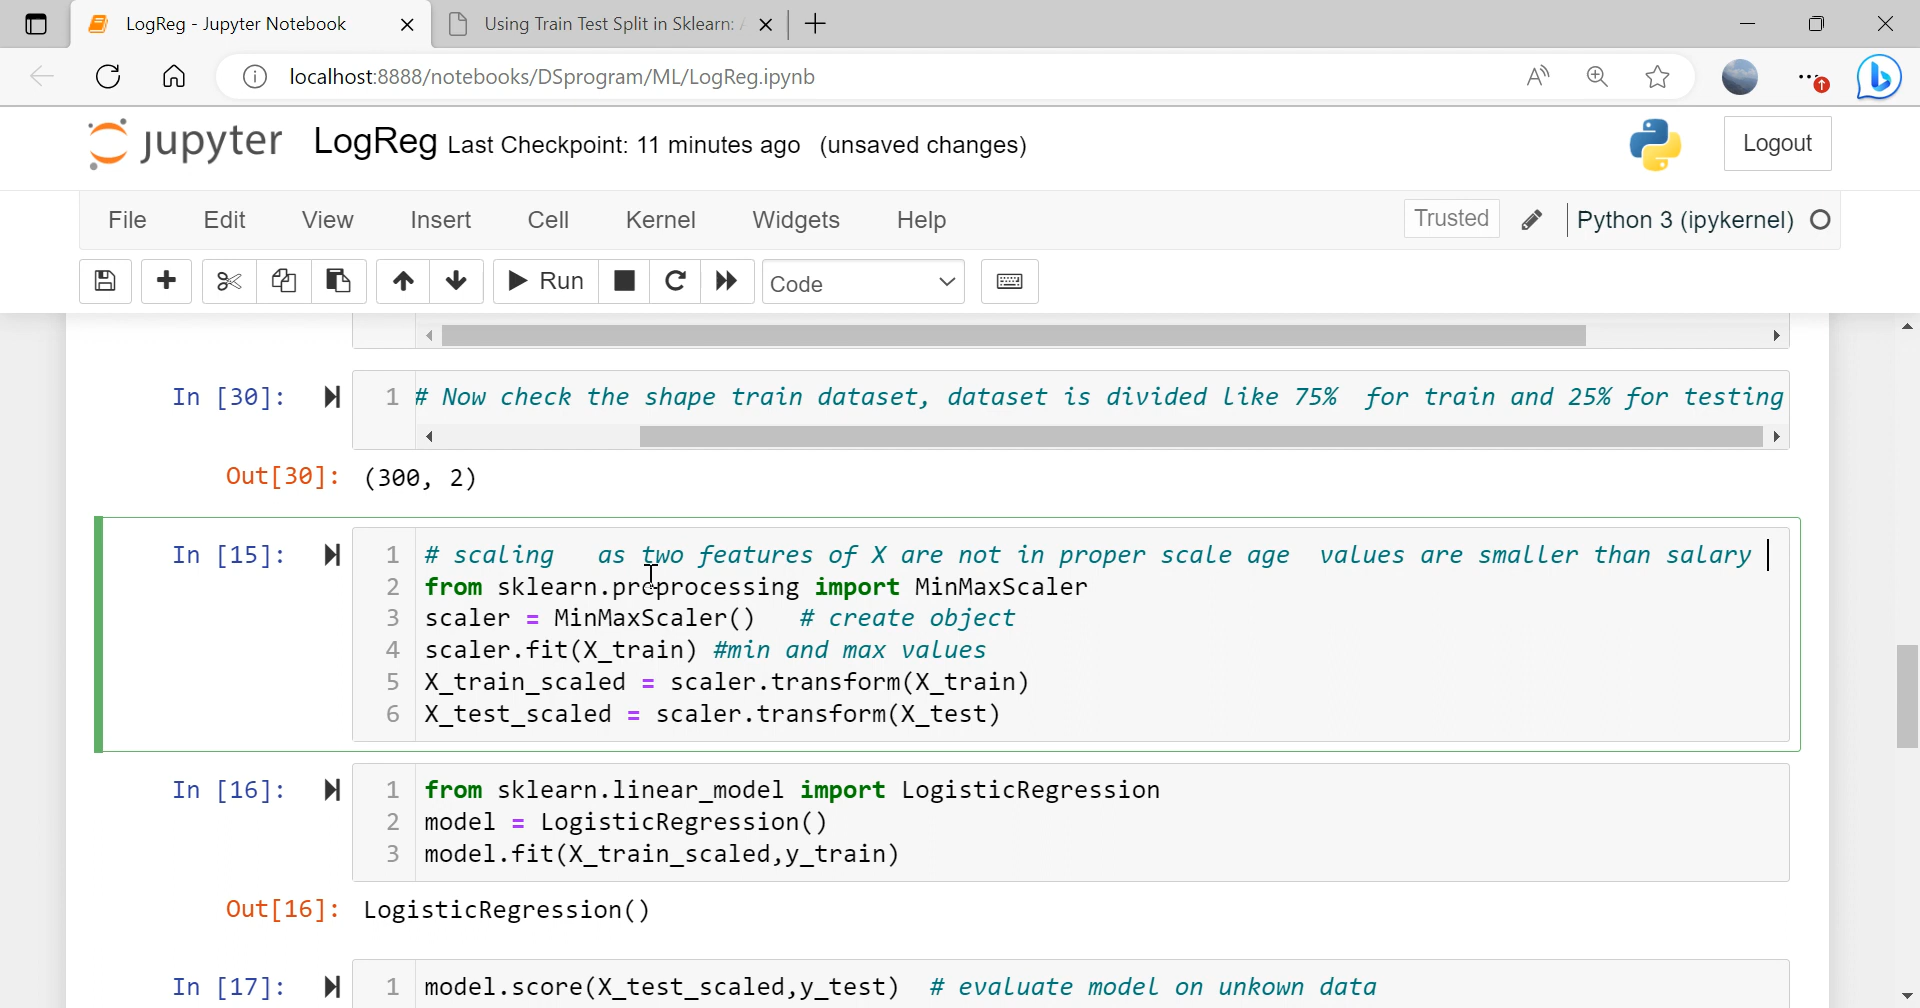 LogReg - Jupyter Notebook
Using Train Test Split in Sklearn:
localhost:8888/notebooks/DSprogram/ML/LogReg.ipynb
jupyter LogReg Last Checkpoint: 11 minutes ago (unsaved changes)
Logout
File Edit View Insert Cell Kernel Widgets Help
Trusted Python 3 (ipykernel)
Run Code
In [30]: 1 # Now check the shape train dataset, dataset is divided like 75%  for train and 25% for testing
Out[30]: (300, 2)
In [15]: 1 # scaling   as two features of X are not in proper scale age  values are smaller than salary
2 from sklearn.preprocessing import MinMaxScaler
3 scaler = MinMaxScaler()   # create object
4 scaler.fit(X_train) #min and max values
5 X_train_scaled = scaler.transform(X_train)
6 X_test_scaled = scaler.transform(X_test)
In [16]: 1 from sklearn.linear_model import LogisticRegression
2 model = LogisticRegression()
3 model.fit(X_train_scaled,y_train)
Out[16]: LogisticRegression()
In [17]: 1 model.score(X_test_scaled,y_test)  # evaluate model on unkown data